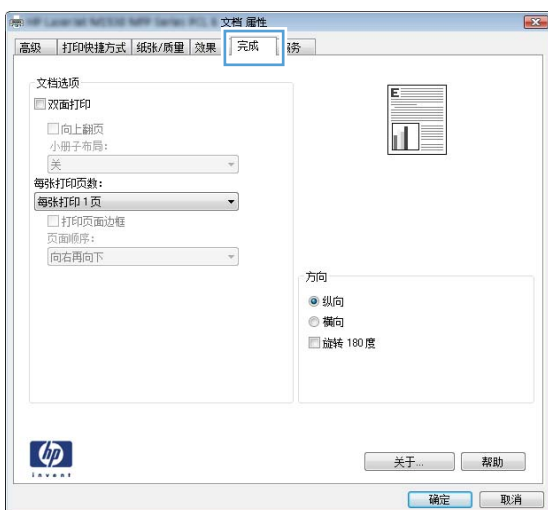 文档 属性
高级 打印快捷方式 纸张/质量 效果 完成 服务
文档选项
双面打印
向上翻页
小册子布局:
关
每张打印页数:
每张打印 1 页
打印页面边框
页面顺序:
向右再向下
E
方向
纵向
横向
旋转 180 度
hp
invent
关于... 帮助
确定 取消